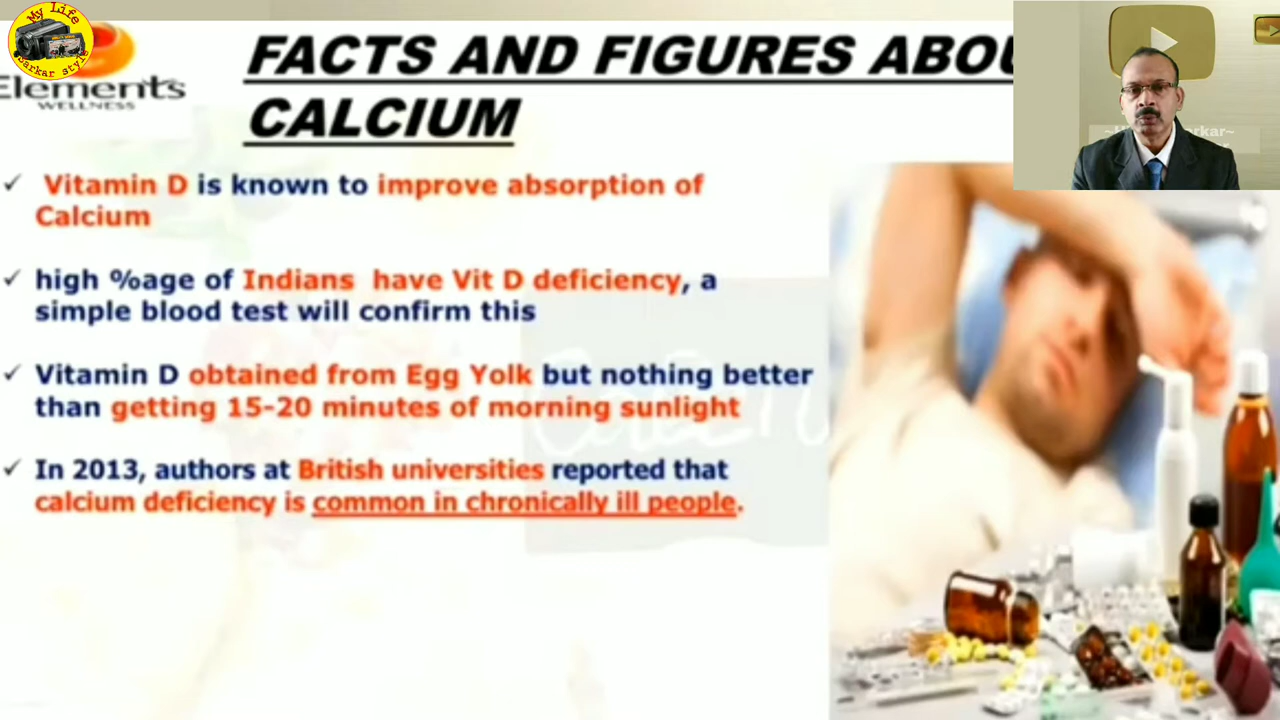 My Life
Sarkar style
Elements
WELLNESS
FACTS AND FIGURES ABOU
CALCIUM
✓ Vitamin D is known to improve absorption of
Calcium
✓ high %age of Indians have Vit D deficiency, a
simple blood test will confirm this
✓ Vitamin D obtained from Egg Yolk but nothing better
than getting 15-20 minutes of morning sunlight
✓ In 2013, authors at British universities reported that
calcium deficiency is common in chronically ill people.